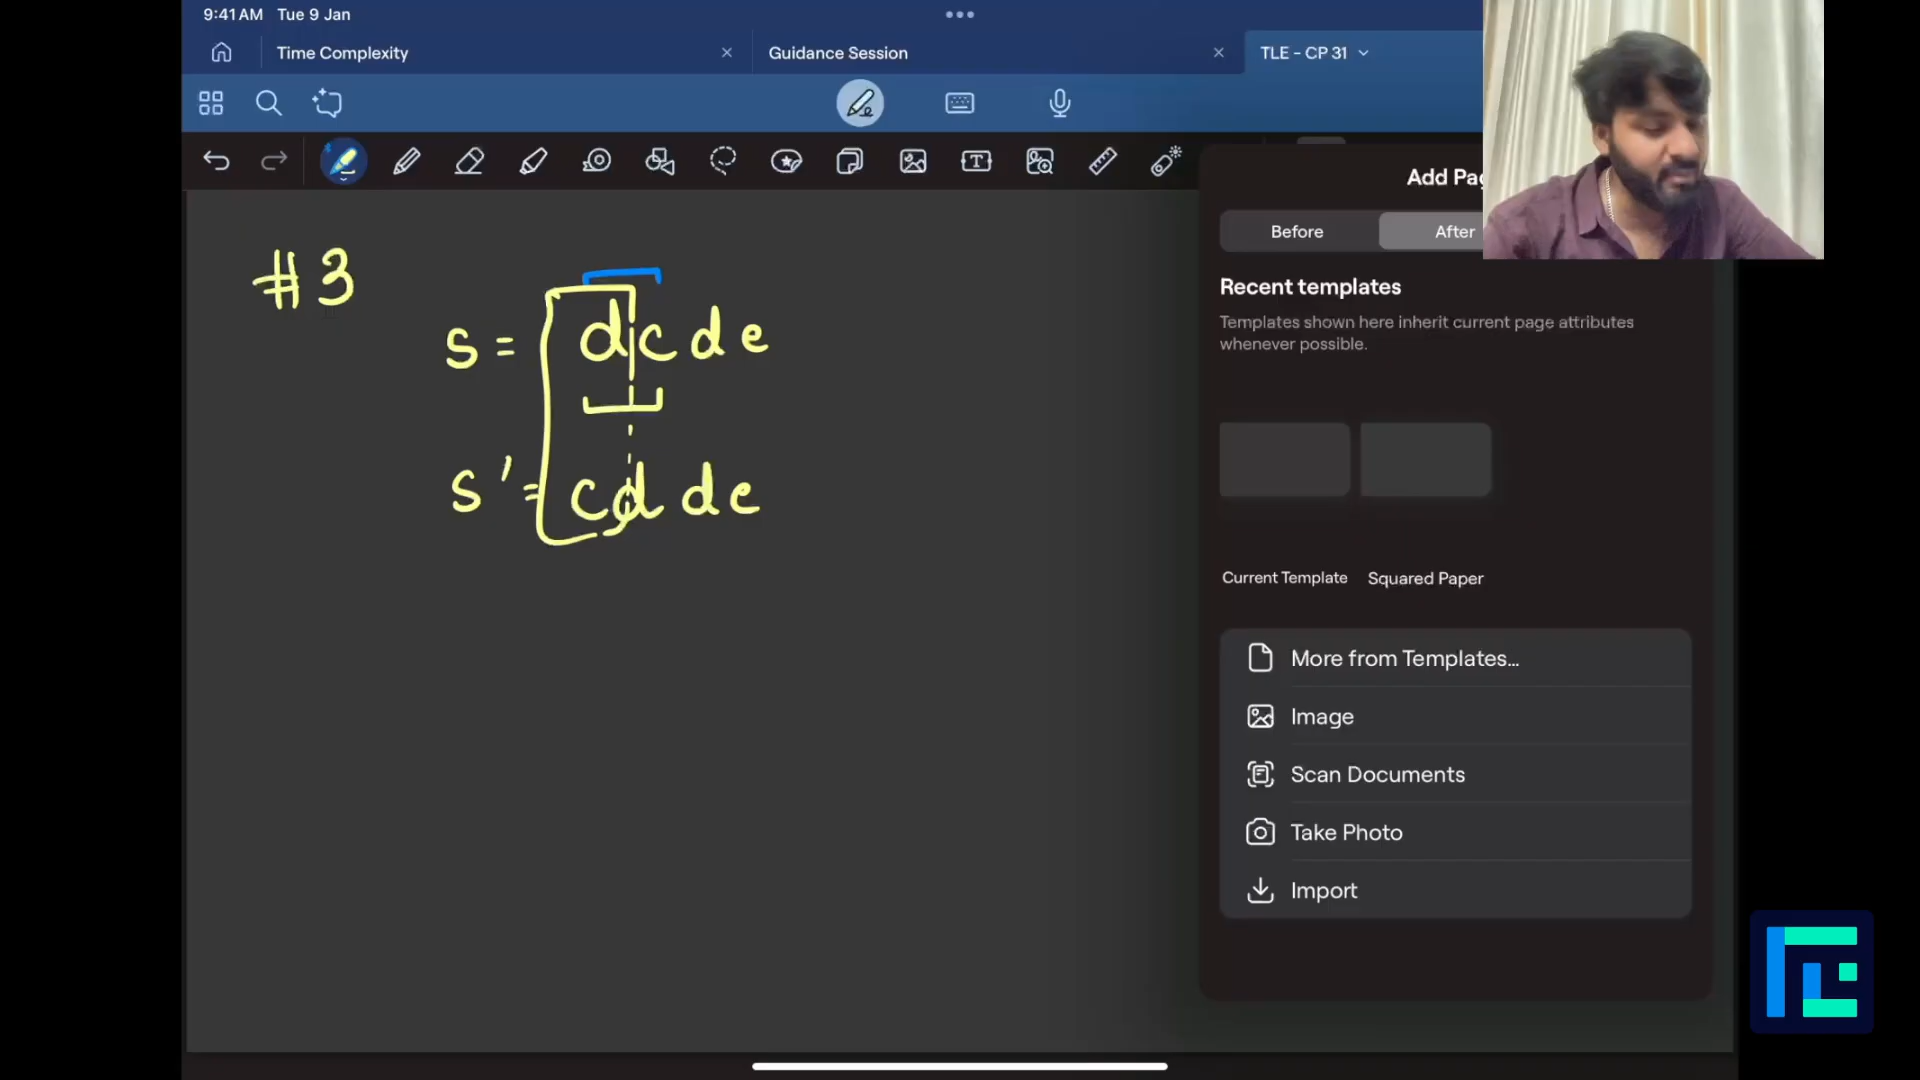 9:41 AM Tue 9 Jan
Time Complexity
Guidance Session
TLE - CP 31
Add
Before
After
Recent templates
Templates shown here inherit current page attributes
whenever possible.
Current Template
Squared Paper
More from Templates...
Image
Scan Documents
Take Photo
Import
#3
s = dcde
s' = cdde